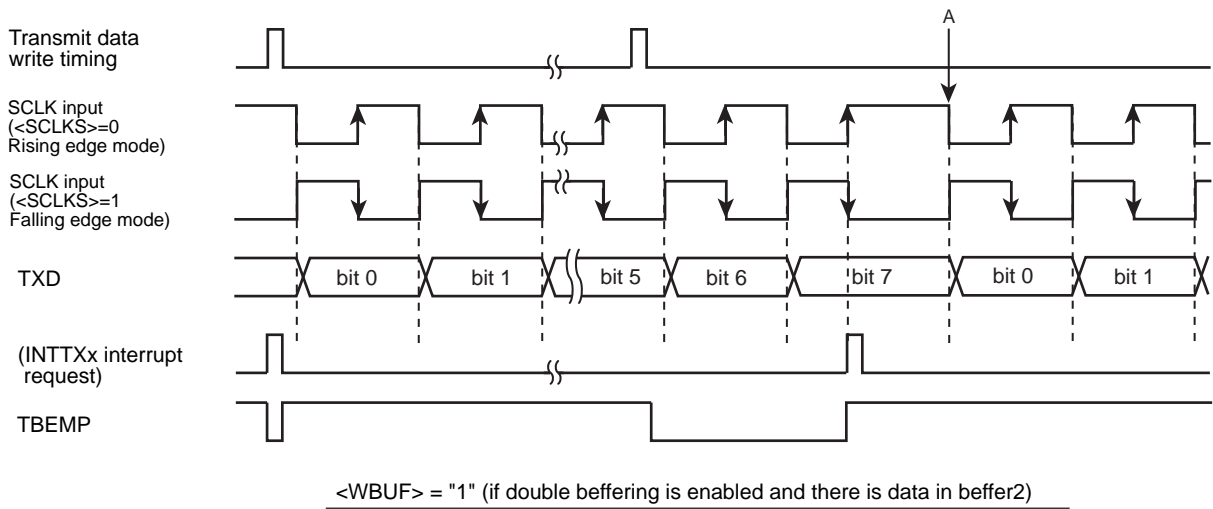 A
Transmit data
write timing
SCLK input
(<SCLKS>=0
Rising edge mode)
SCLK input
(<SCLKS>=1
Falling edge mode)
TXD
bit 0
bit 1
bit 5
bit 6
bit 7
bit 0
bit 1
(INTTXx interrupt
request)
TBEMP
<WBUF> = "1" (if double beffering is enabled and there is data in beffer2)